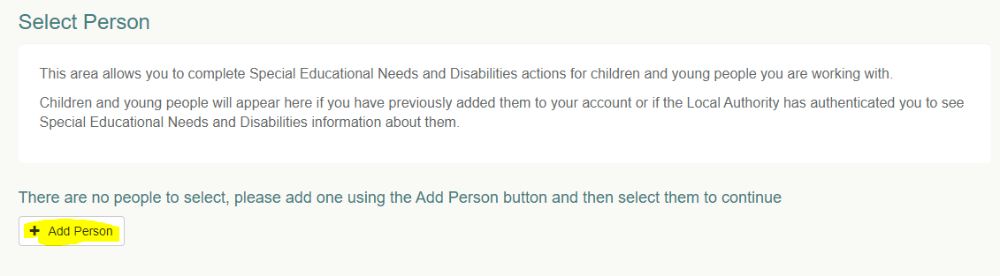 Select Person
This area allows you to complete Special Educational Needs and Disabilities actions for children and young people you are working with.
Children and young people will appear here if you have previously added them to your account or if the Local Authority has authenticated you to see
Special Educational Needs and Disabilities information about them.
There are no people to select, please add one using the Add Person button and then select them to continue
+ Add Person